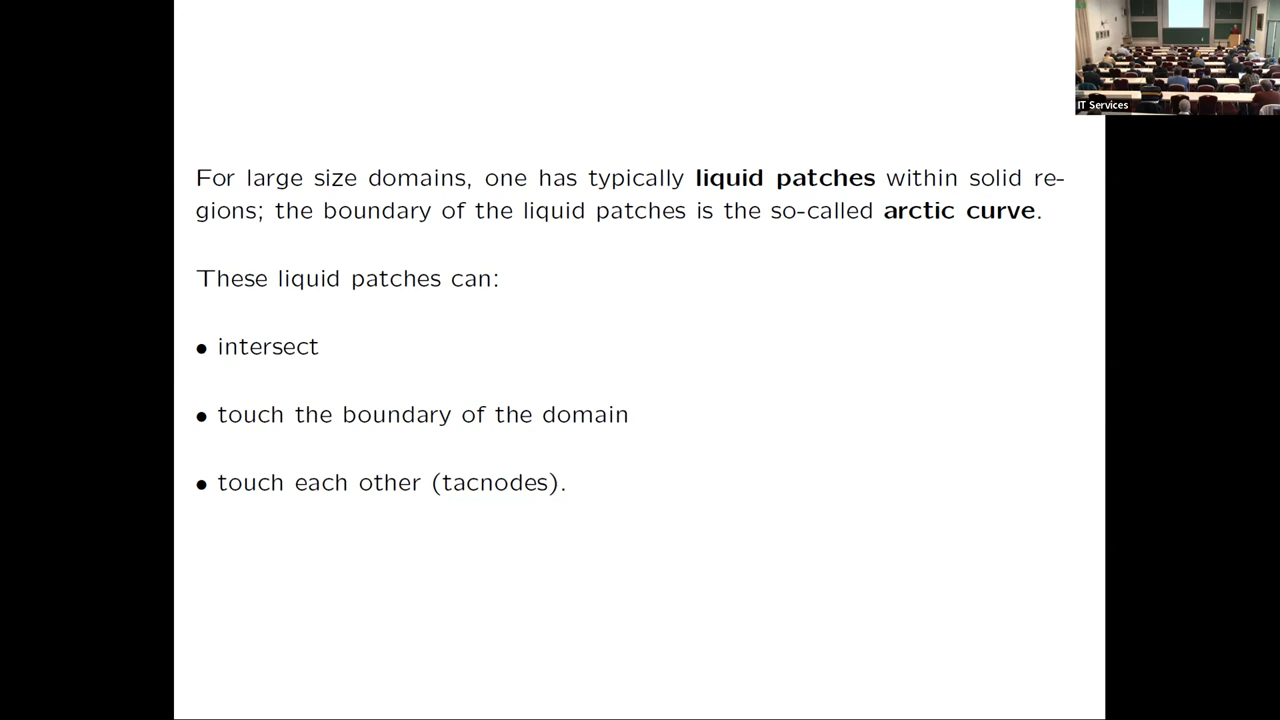 IT Services
For large size domains, one has typically liquid patches within solid re-
gions; the boundary of the liquid patches is the so-called arctic curve.
These liquid patches can:
• intersect
• touch the boundary of the domain
• touch each other (tacnodes).